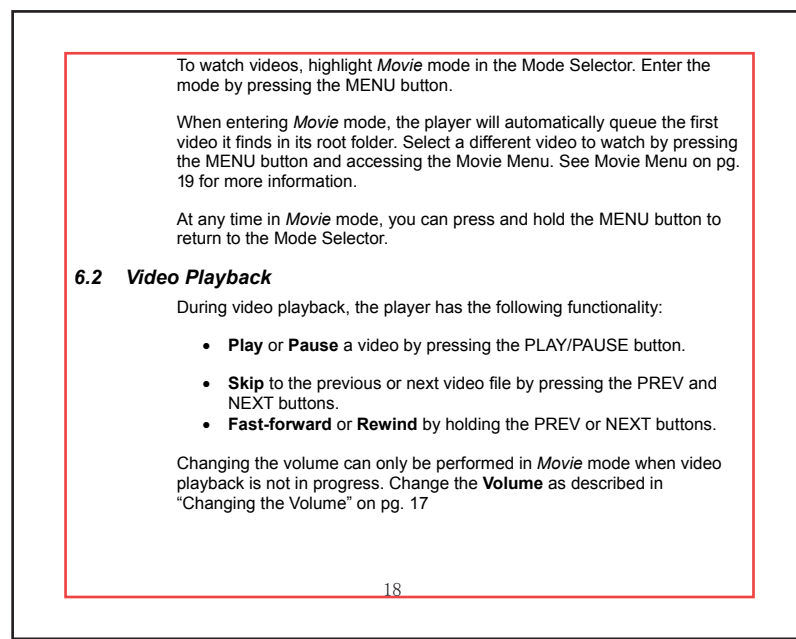 To watch videos, highlight Movie mode in the Mode Selector. Enter the
mode by pressing the MENU button.
When entering Movie mode, the player will automatically queue the first
video it finds in its root folder. Select a different video to watch by pressing
the MENU button and accessing the Movie Menu. See Movie Menu on pg.
19 for more information.
At any time in Movie mode, you can press and hold the MENU button to
return to the Mode Selector.
6.2 Video Playback
During video playback, the player has the following functionality:
• Play or Pause a video by pressing the PLAY/PAUSE button.
• Skip to the previous or next video file by pressing the PREV and
NEXT buttons.
• Fast-forward or Rewind by holding the PREV or NEXT buttons.
Changing the volume can only be performed in Movie mode when video
playback is not in progress. Change the Volume as described in
“Changing the Volume” on pg. 17
18